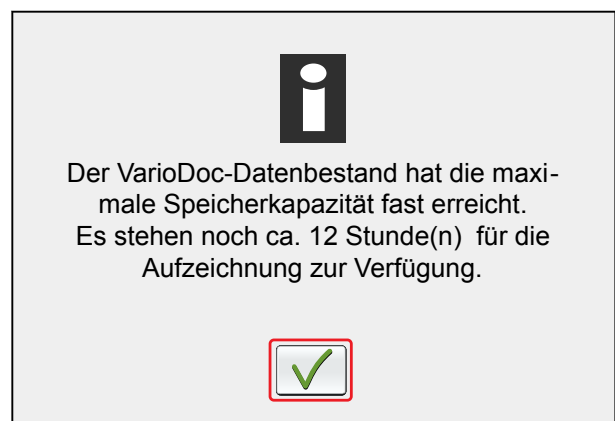 Der VarioDoc-Datenbestand hat die maxi-
male Speicherkapazität fast erreicht.
Es stehen noch ca. 12 Stunde(n) für die
Aufzeichnung zur Verfügung.